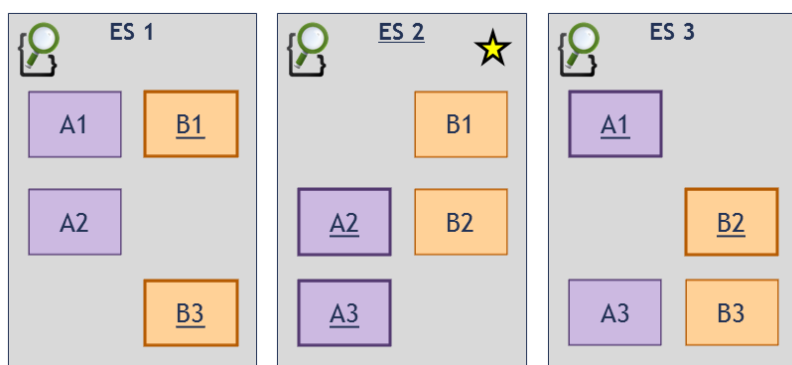 ES 1
A1 B1
A2
B3
ES 2
B1
A2 B2
A3
ES 3
A1
B2
A3 B3